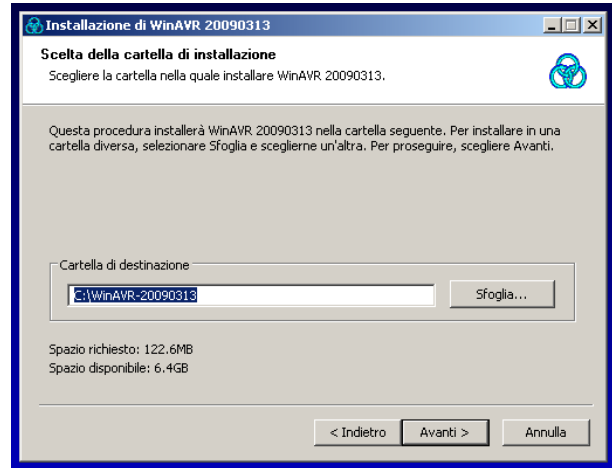 Installazione di WinAVR 20090313
Scelta della cartella di installazione
Scegliere la cartella nella quale installare WinAVR 20090313.
Questa procedura installerà WinAVR 20090313 nella cartella seguente. Per installare in una
cartella diversa, selezionare Sfoglia e sceglierne un'altra. Per proseguire, scegliere Avanti.
Cartella di destinazione
C:\WinAVR-20090313
Sfoglia...
Spazio richiesto: 122.6MB
Spazio disponibile: 6.4GB
< Indietro
Avanti >
Annulla